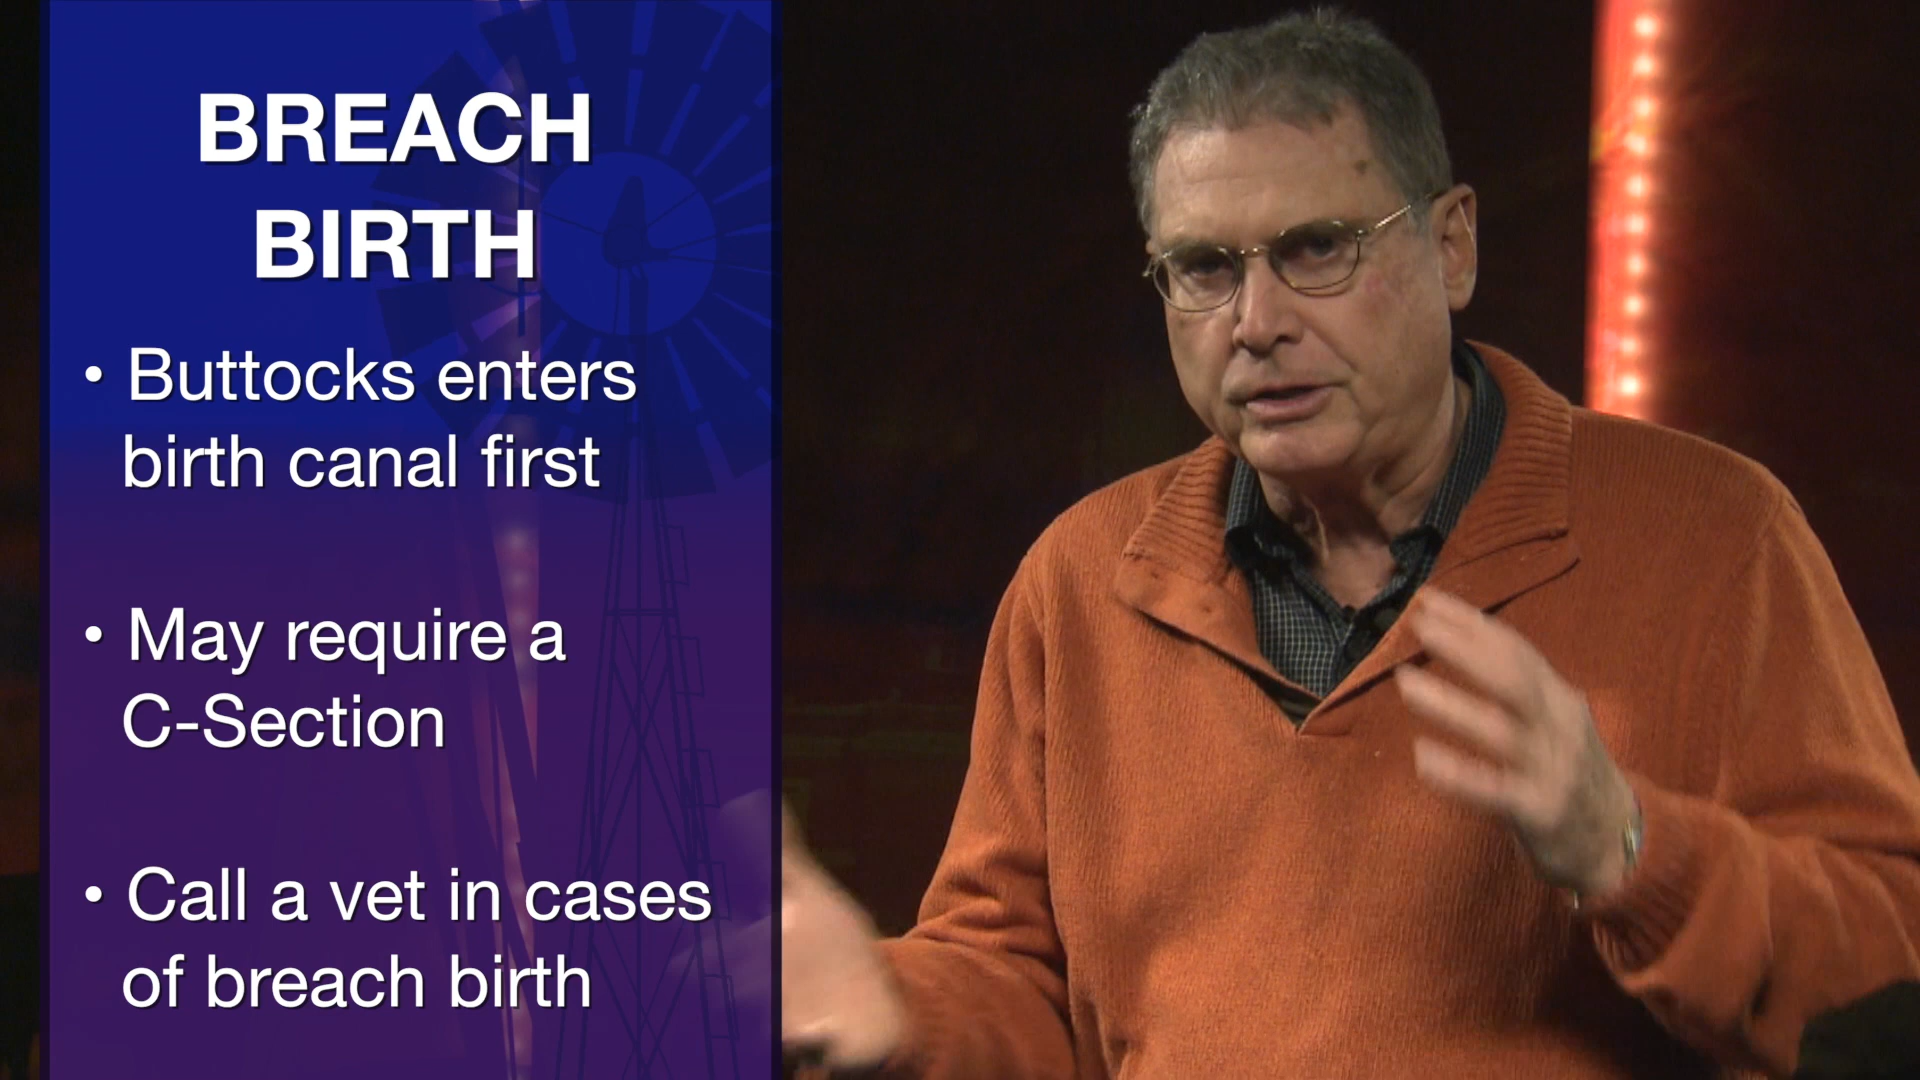 BREACH
BIRTH
• Buttocks enters
birth canal first
• May require a
C-Section
• Call a vet in cases
of breach birth